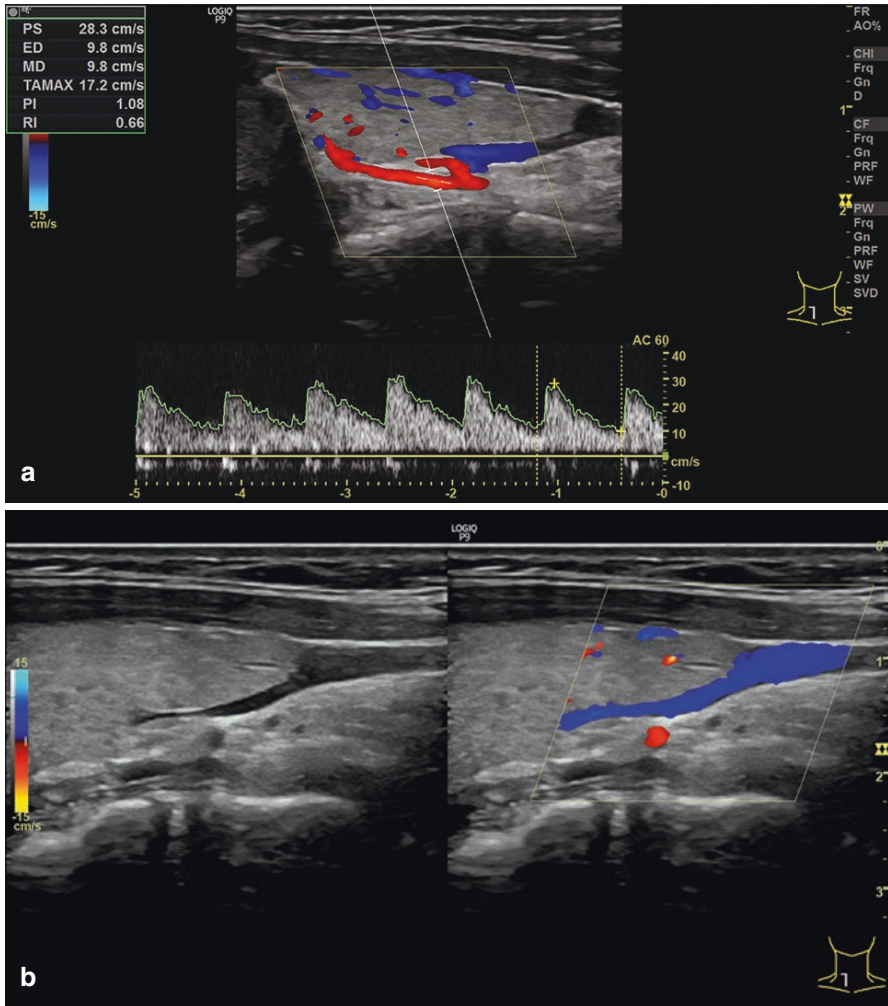 LOGIQ
P9
PS 28.3 cm/s
ED 9.8 cm/s
MD 9.8 cm/s
TAMAX 17.2 cm/s
PI 1.08
RI 0.66
-15
cm/s
FR
AO%
CHI
Frq
Gn
D
1
CF
Frq
Gn
PRF
WF
2
PW
Frq
Gn
PRF
WF
SV
SVD
3
AC 60
40
30
20
10
cm/s
-10
-5 -4 -3 -2 -1 -0
a
LOGIQ
P9
0
15
1
-15
cm/s
2
3
b